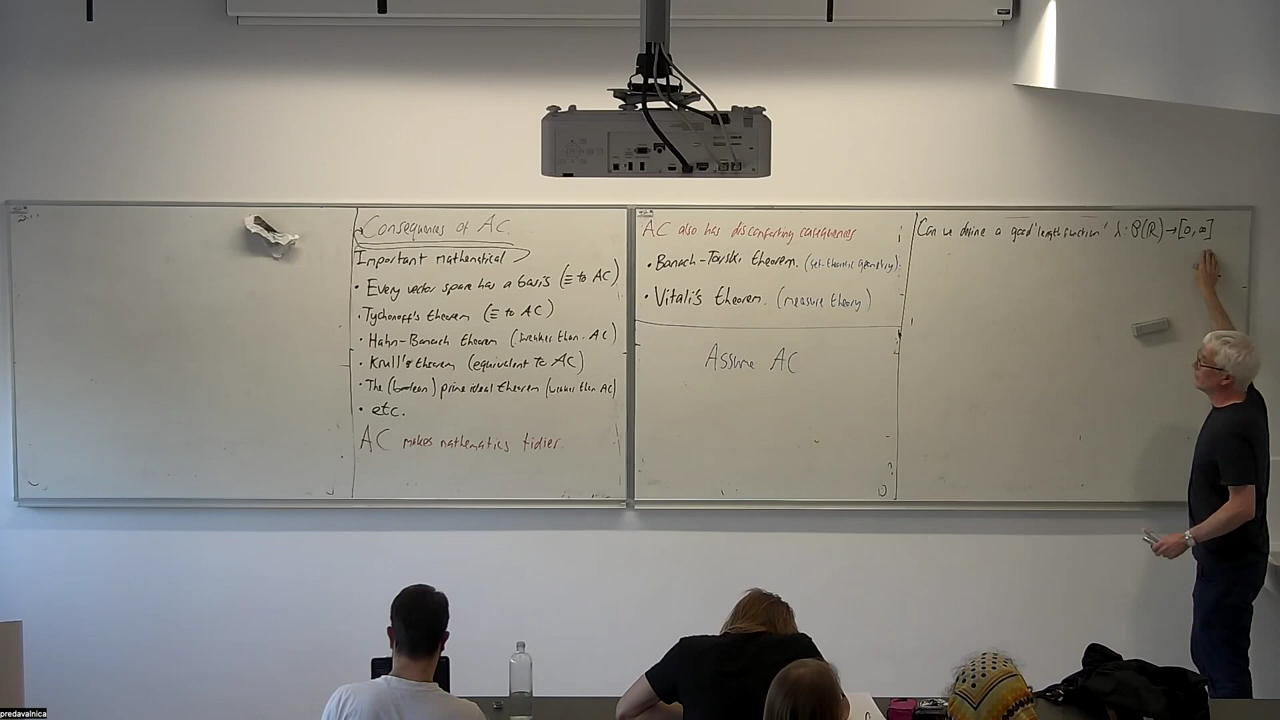 Consequences of AC.
Important mathematical
• Every vector space has a basis (≡ to AC)
• Tychonoff's theorem (≡ to AC)
• Hahn-Banach theorem (weaker than AC)
• Krull's theorem (equivalent to AC)
• The (boolean) prime ideal theorem (weaker than AC)
• etc.
AC makes mathematics tidier.
AC also has discomforting consequences
• Banach-Tarski theorem. (set-theoretic geometry).
• Vitali's theorem. (measure theory)
Assume AC
Can we define a good 'length function' λ: P(ℝ) → [0, ∞]
predavalnica